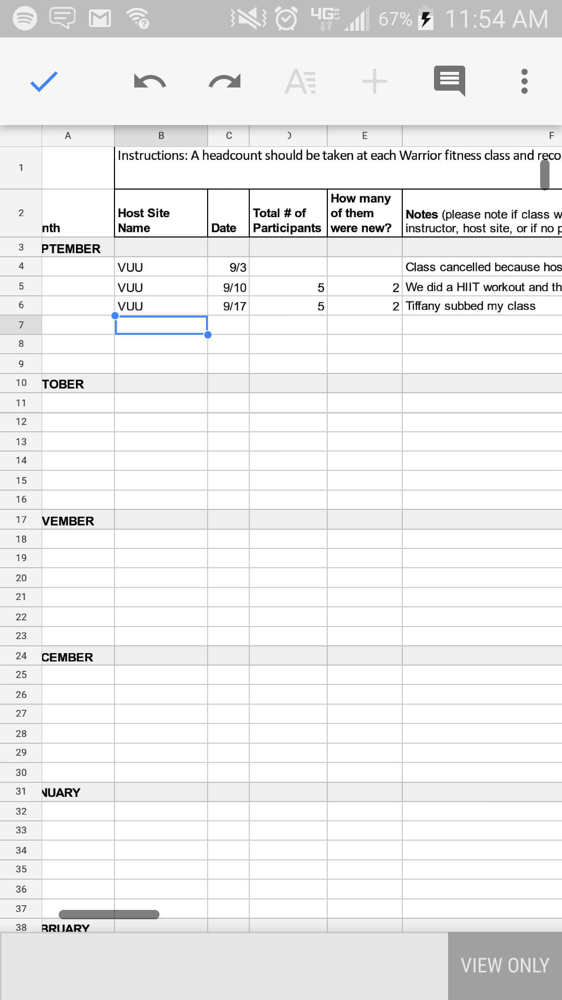 4G LTE 67% 11:54 AM
A B C D E F
1 Instructions: A headcount should be taken at each Warrior fitness class and reco
How many
2 Host Site Total # of of them Notes (please note if class w
nth Name Date Participants were new? instructor, host site, or if no p
3 PTEMBER
4 VUU 9/3 Class cancelled because hos
5 VUU 9/10 5 2 We did a HIIT workout and th
6 VUU 9/17 5 2 Tiffany subbed my class
7
8
9
10 TOBER
11
12
13
14
15
16
17 VEMBER
18
19
20
21
22
23
24 CEMBER
25
26
27
28
29
30
31 NUARY
32
33
34
35
36
37
38 BRUARY
VIEW ONLY